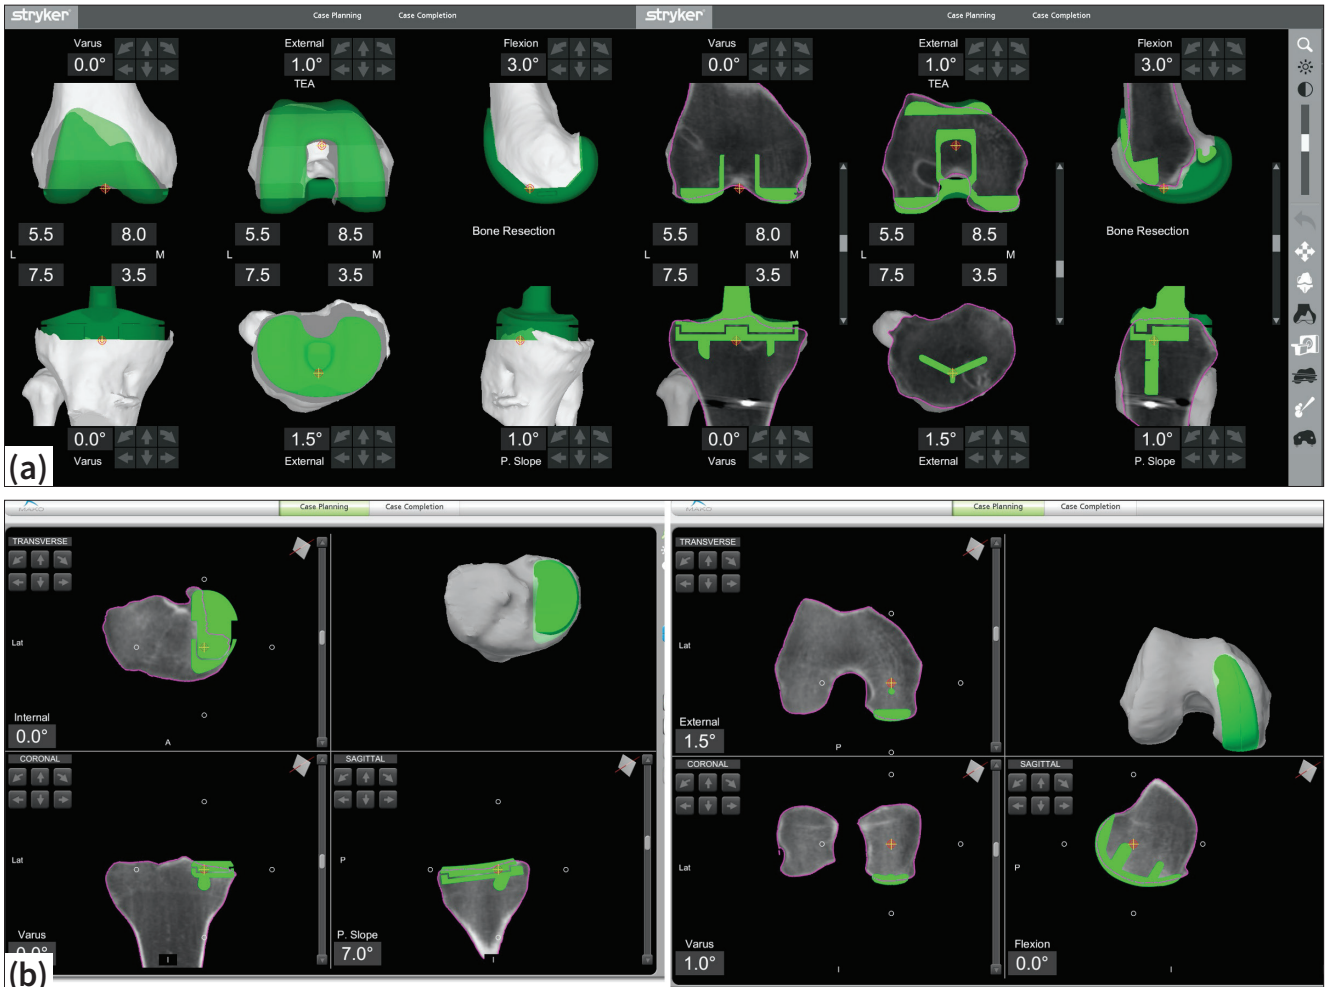 stryker Case Planning Case Completion stryker Case Planning Case Completion
Varus External Flexion Varus External Flexion
0.0° 1.0° 3.0° 0.0° 1.0° 3.0°
TEA TEA
5.5 8.0 5.5 8.5 Bone Resection 5.5 8.0 5.5 8.5 Bone Resection
L M L M
7.5 3.5 7.5 3.5 7.5 3.5 7.5 3.5
0.0° 1.5° 1.0° 0.0° 1.5° 1.0°
Varus External P. Slope Varus External P. Slope
(a)
MAKO Case Planning Case Completion
TRANSVERSE
Lat
Internal
0.0°
A
CORONAL SAGITTAL
Lat P
Varus P. Slope
0.0° 7.0°
I I
(b)
MAKO Case Planning Case Completion
TRANSVERSE
Lat
External
1.5°
P
CORONAL SAGITTAL
Lat P
Varus Flexion
1.0° 0.0°
I I